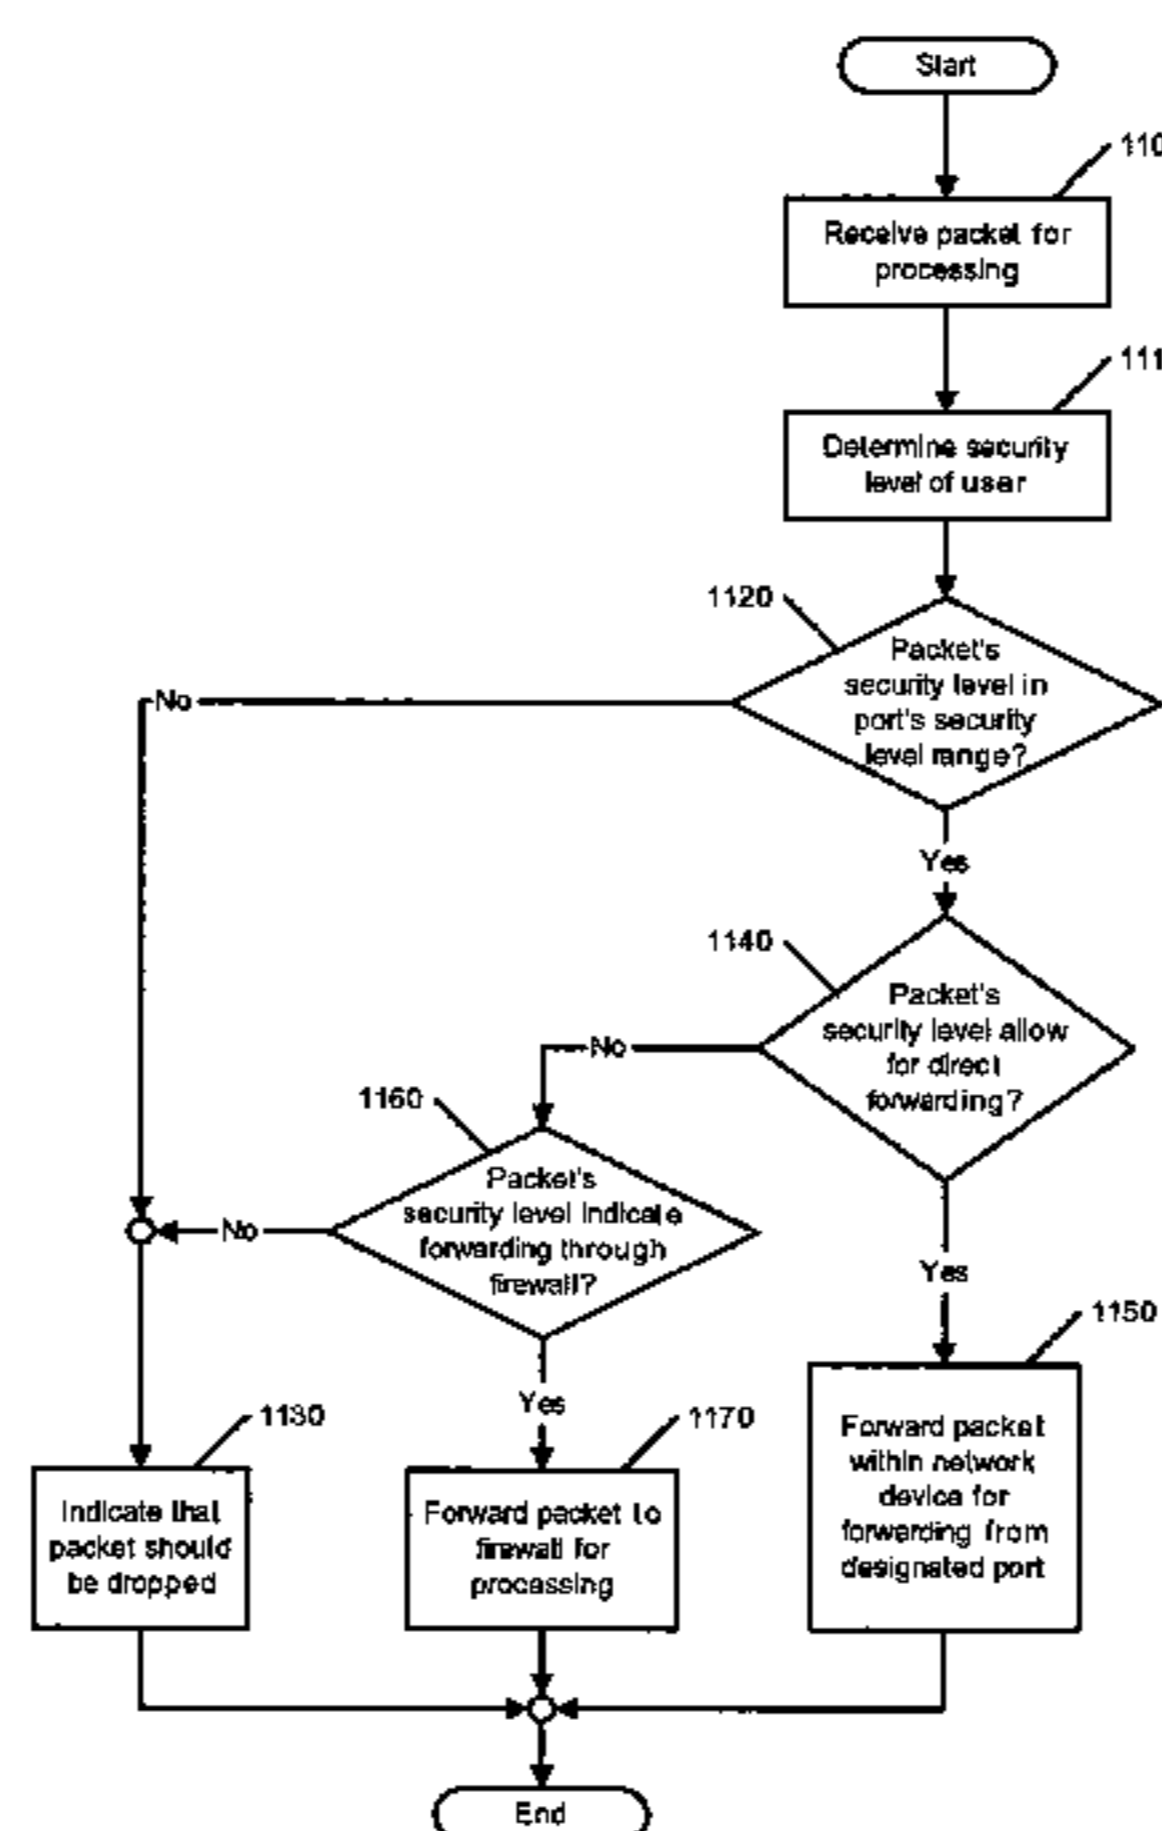 Start
110
Receive packet for
processing
111
Determine security
level of user
1120
Packet's
security level in
port's security
level range?
No
Yes
1140
Packet's
security level allow
for direct
forwarding?
No
1160
Packet's
security level indicate
forwarding through
firewall?
No
Yes
Yes
1150
Forward packet
within network
device for
forwarding from
designated port
1130
Indicate that
packet should
be dropped
1170
Forward packet to
firewall for
processing
End